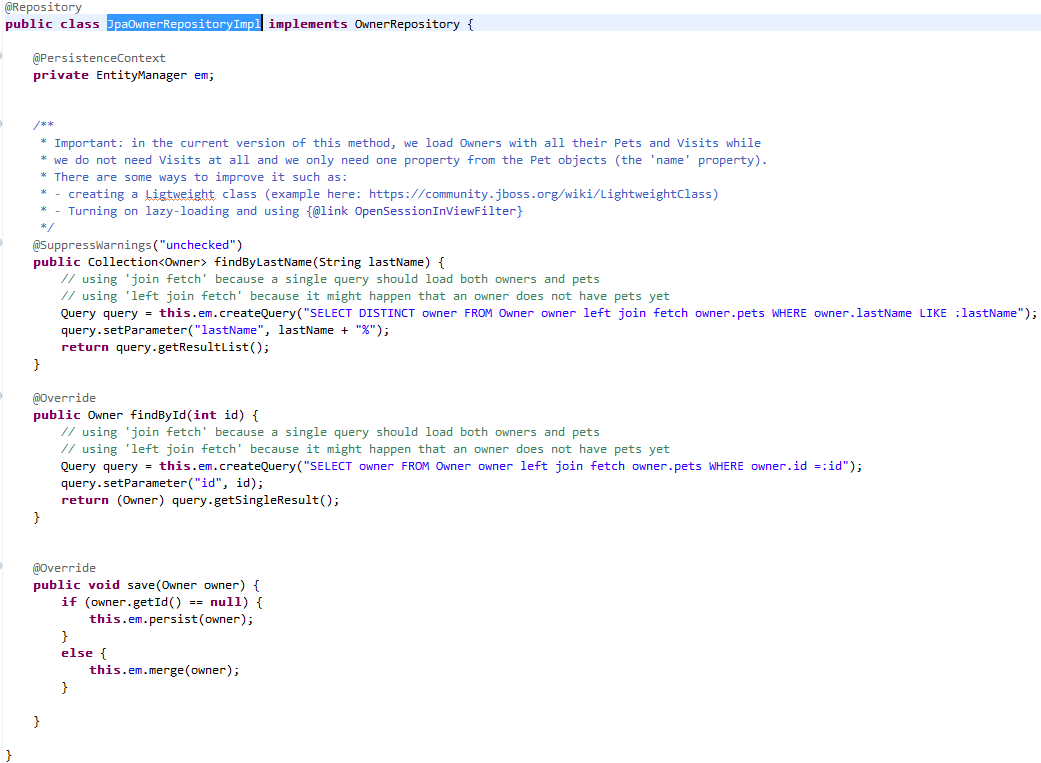 @Repository
public class JpaOwnerRepositoryImpl implements OwnerRepository {
@PersistenceContext
private EntityManager em;
/**
* Important: in the current version of this method, we load Owners with all their Pets and Visits while
* we do not need Visits at all and we only need one property from the Pet objects (the 'name' property).
* There are some ways to improve it such as:
* - creating a Ligtweight class (example here: https://community.jboss.org/wiki/LightweightClass)
* - Turning on lazy-loading and using {@link OpenSessionInViewFilter}
*/
@SuppressWarnings("unchecked")
public Collection<Owner> findByLastName(String lastName) {
// using 'join fetch' because a single query should load both owners and pets
// using 'left join fetch' because it might happen that an owner does not have pets yet
Query query = this.em.createQuery("SELECT DISTINCT owner FROM Owner owner left join fetch owner.pets WHERE owner.lastName LIKE :lastName");
query.setParameter("lastName", lastName + "%");
return query.getResultList();
}
@Override
public Owner findById(int id) {
// using 'join fetch' because a single query should load both owners and pets
// using 'left join fetch' because it might happen that an owner does not have pets yet
Query query = this.em.createQuery("SELECT owner FROM Owner owner left join fetch owner.pets WHERE owner.id =:id");
query.setParameter("id", id);
return (Owner) query.getSingleResult();
}
@Override
public void save(Owner owner) {
if (owner.getId() == null) {
this.em.persist(owner);
}
else {
this.em.merge(owner);
}
}
}